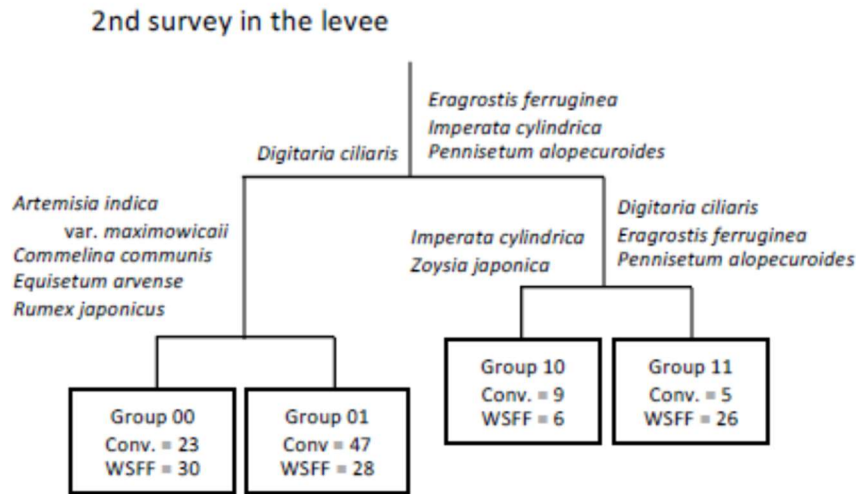 2nd survey in the levee
Eragrostis ferruginea
Imperata cylindrica
Digitaria ciliaris
Pennisetum alopecuroides
Artemisia indica
var. maximowicaii
Commelina communis
Equisetum arvense
Rumex japonicus
Imperata cylindrica
Zoysia japonica
Digitaria ciliaris
Eragrostis ferruginea
Pennisetum alopecuroides
Group 00
Conv. = 23
WSFF = 30
Group 01
Conv = 47
WSFF = 28
Group 10
Conv. = 9
WSFF = 6
Group 11
Conv. = 5
WSFF = 26